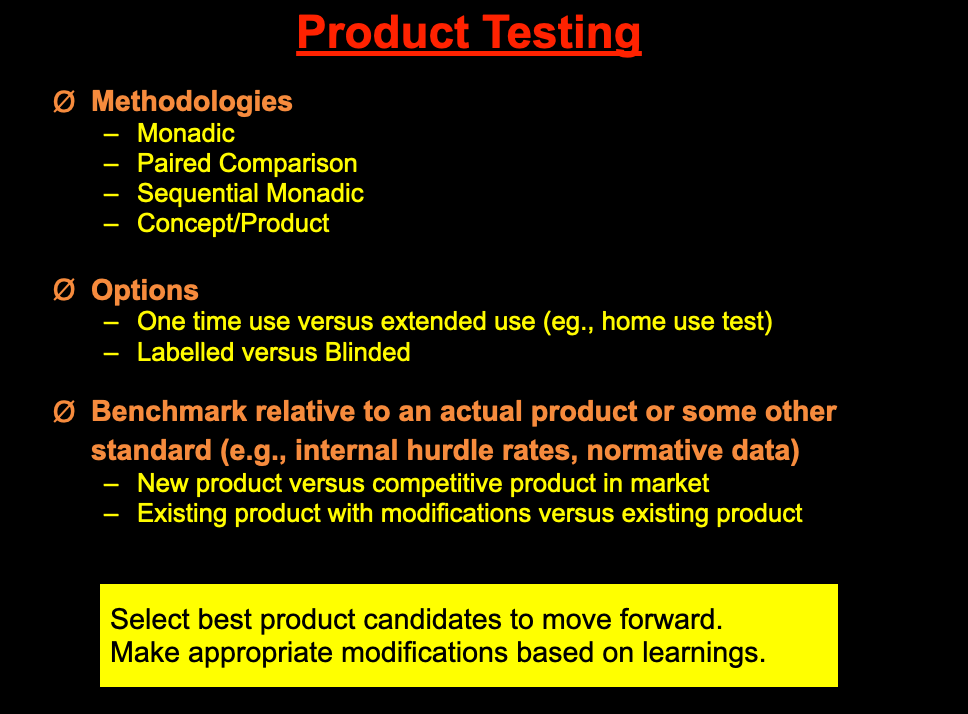 Product Testing
Ø Methodologies
– Monadic
– Paired Comparison
– Sequential Monadic
– Concept/Product
Ø Options
– One time use versus extended use (eg., home use test)
– Labelled versus Blinded
Ø Benchmark relative to an actual product or some other
standard (e.g., internal hurdle rates, normative data)
– New product versus competitive product in market
– Existing product with modifications versus existing product
Select best product candidates to move forward.
Make appropriate modifications based on learnings.